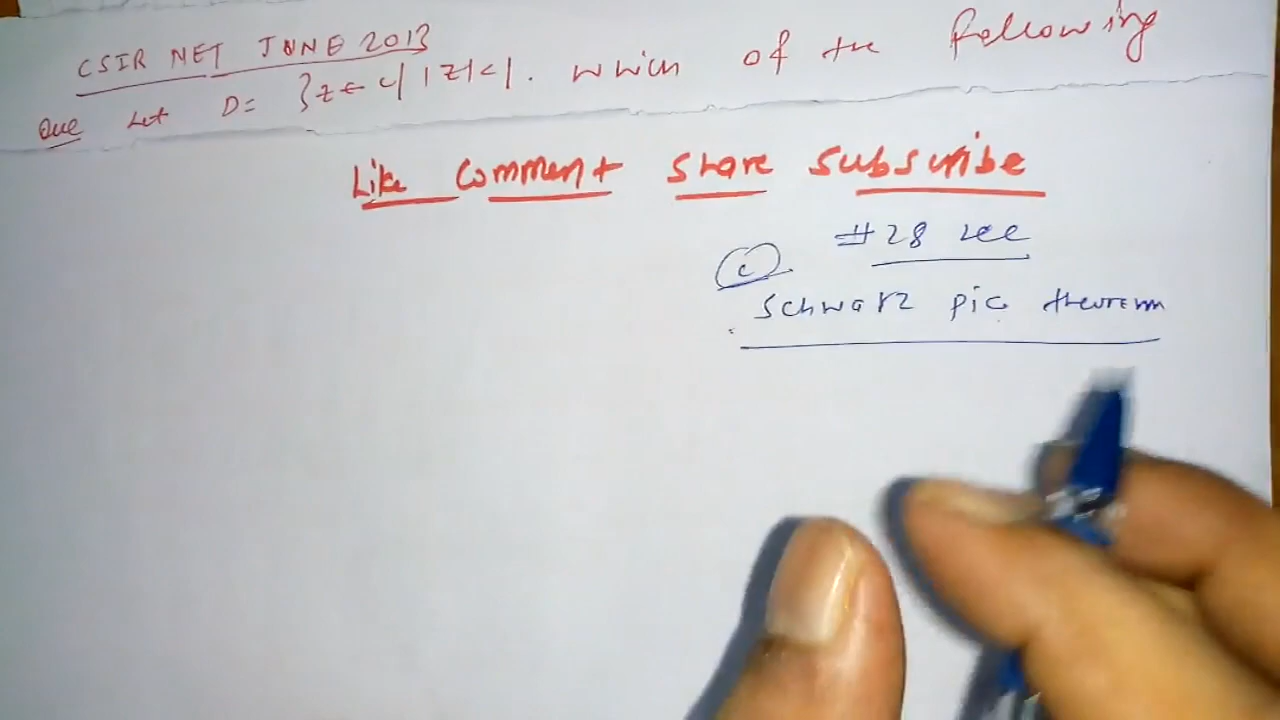 CSIR NET JUNE 2013
Que Let D = {z ∈ C/ |z|<1. which of the following
Like Comment Share Subscribe
#28 Lec
(c)
Schwarz pic theorem